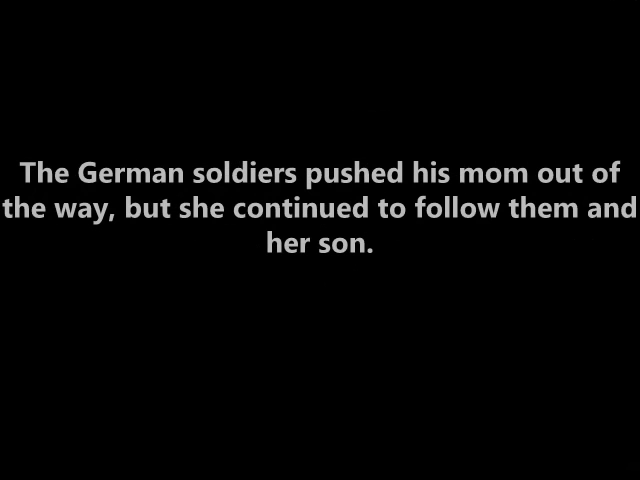 The German soldiers pushed his mom out of
the way, but she continued to follow them and
her son.